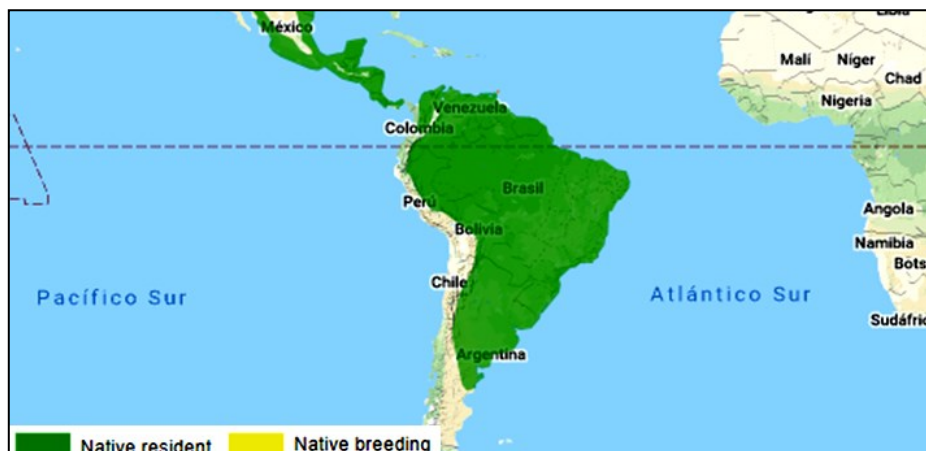 Libia
México
Malí
Níger
Chad
Nigeria
Venezuela
Colombia
Brasil
Perú
Angola
Bolivia
Namibia
Bots
Chile
Pacífico Sur
Atlántico Sur
Sudáfric
Argentina
Native resident
Native breeding